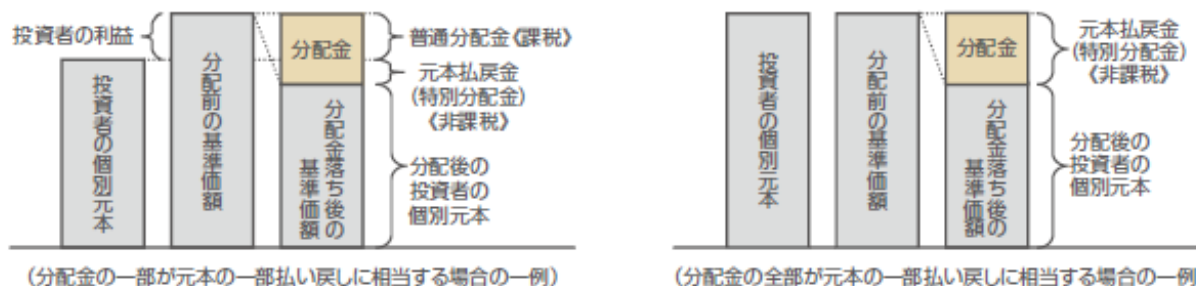 投資者の利益
投資者の個別元本
分配前の基準価額
分配金
分配金落ち後の
基準価額
普通分配金《課税》
元本払戻金
(特別分配金)
《非課税》
分配後の
投資者の
個別元本
(分配金の一部が元本の一部払い戻しに相当する場合の一例)
投資者の個別元本
分配前の基準価額
分配金
分配金落ち後の
基準価額
元本払戻金
(特別分配金)
《非課税》
分配後の
投資者の
個別元本
(分配金の全部が元本の一部払い戻しに相当する場合の一例